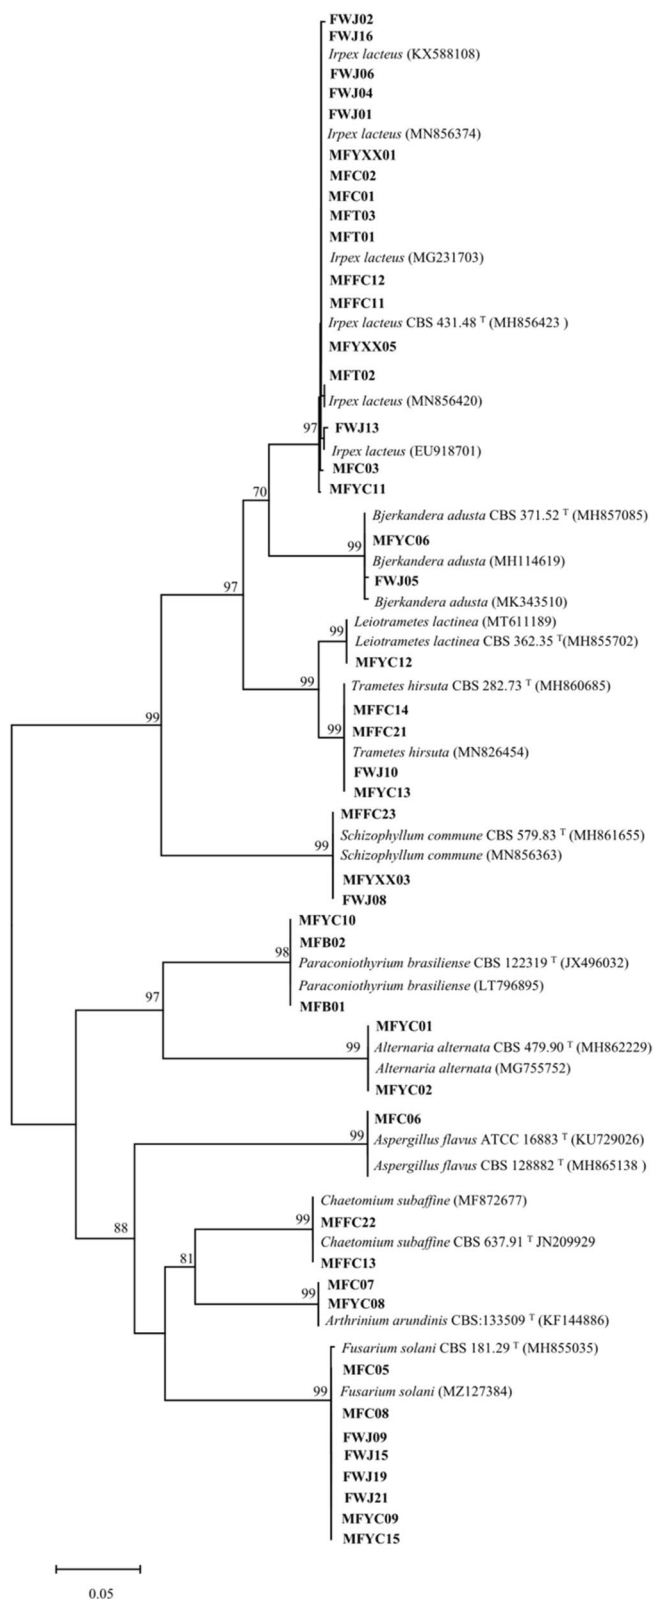 FWJ02
FWJ16
Irpex lacteus (KX588108)
FWJ06
FWJ04
FWJ01
Irpex lacteus (MN856374)
MFYXX01
MFC02
MFC01
MFT03
MFT01
Irpex lacteus (MG231703)
MFFC12
MFFC11
Irpex lacteus CBS 431.48 ᵀ (MH856423 )
MFYXX05
MFT02
Irpex lacteus (MN856420)
97
FWJ13
Irpex lacteus (EU918701)
MFC03
MFYC11
70
Bjerkandera adusta CBS 371.52 ᵀ (MH857085)
MFYC06
99
Bjerkandera adusta (MH114619)
FWJ05
97
Bjerkandera adusta (MK343510)
Leiotrametes lactinea (MT611189)
99
Leiotrametes lactinea CBS 362.35 ᵀ(MH855702)
MFYC12
99
Trametes hirsuta CBS 282.73 ᵀ (MH860685)
MFFC14
99
99
MFFC21
Trametes hirsuta (MN826454)
FWJ10
MFYC13
MFFC23
Schizophyllum commune CBS 579.83 ᵀ (MH861655)
99
Schizophyllum commune (MN856363)
MFYXX03
FWJ08
MFYC10
MFB02
98
Paraconiothyrium brasiliense CBS 122319 ᵀ (JX496032)
Paraconiothyrium brasiliense (LT796895)
97
MFB01
MFYC01
99
Alternaria alternata CBS 479.90 ᵀ (MH862229)
Alternaria alternata (MG755752)
MFYC02
MFC06
99
Aspergillus flavus ATCC 16883 ᵀ (KU729026)
Aspergillus flavus CBS 128882 ᵀ (MH865138 )
Chaetomium subaffine (MF872677)
88
99
MFFC22
Chaetomium subaffine CBS 637.91 ᵀ JN209929
81
MFFC13
MFC07
99
MFYC08
Arthrinium arundinis CBS:133509 ᵀ (KF144886)
Fusarium solani CBS 181.29 ᵀ (MH855035)
MFC05
99
Fusarium solani (MZ127384)
MFC08
FWJ09
FWJ15
FWJ19
FWJ21
MFYC09
MFYC15
0.05